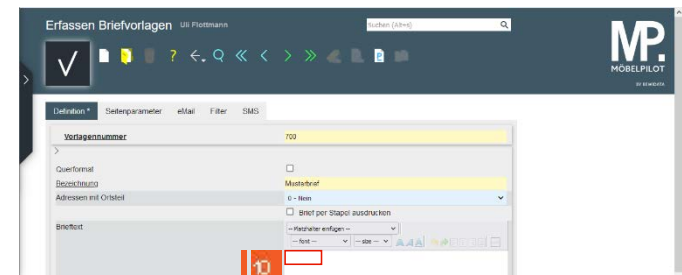 Erfassen Briefvorlagen Uli Plottmann
Suchen (Alt+S)
MP.
MÖBELPILOT
Definition * Seitenparameter eMail Filter SMS
Vorlagennummer 700
Querformat
Bezeichnung Musterbrief
Adressen mit Ortsteil 0 - Nein
Brief per Stapel ausdrucken
Brieftext -- Platzhalter einfügen --
-- font -- -- size --
10